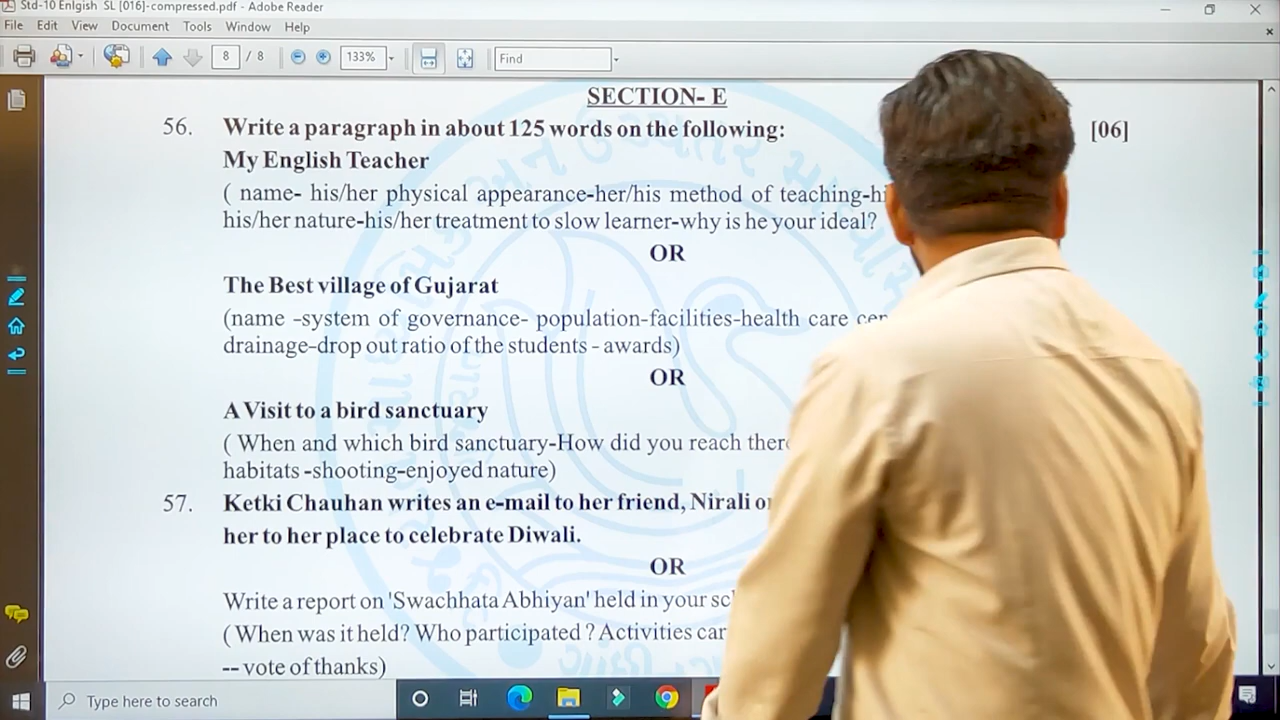 Std-10 Enlgish SL [016]-compressed.pdf - Adobe Reader
File Edit View Document Tools Window Help
8 / 8 133% Find
SECTION- E
56. Write a paragraph in about 125 words on the following: [06]
My English Teacher
( name- his/her physical appearance-her/his method of teaching-hi
his/her nature-his/her treatment to slow learner-why is he your ideal?
OR
The Best village of Gujarat
(name -system of governance- population-facilities-health care cen
drainage-drop out ratio of the students - awards)
OR
A Visit to a bird sanctuary
( When and which bird sanctuary-How did you reach there
habitats -shooting-enjoyed nature)
57. Ketki Chauhan writes an e-mail to her friend, Nirali
her to her place to celebrate Diwali.
OR
Write a report on 'Swachhata Abhiyan' held in your sc
( When was it held? Who participated ? Activities car
-- vote of thanks)
Type here to search